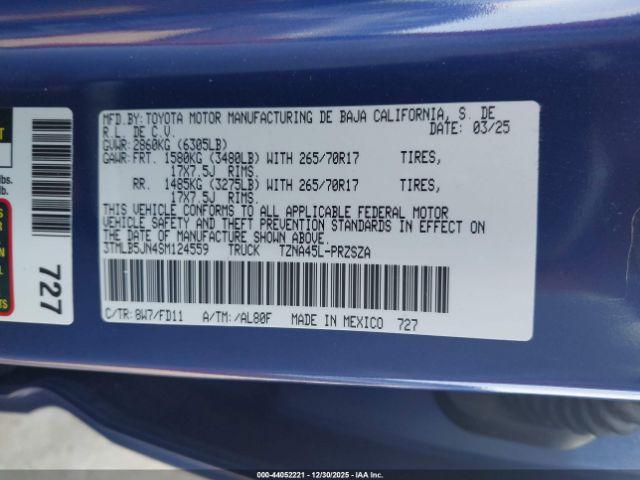 MFD.BY: TOYOTA MOTOR MANUFACTURING DE BAJA CALIFORNIA, S. DE
R.L. DE C.V. DATE: 03/25
GVWR: 2860KG (6305LB)
GAWR: FRT. 1580KG (3480LB) WITH 265/70R17 TIRES,
17X7.5J RIMS.
RR. 1485KG (3275LB) WITH 265/70R17 TIRES,
17X7.5J RIMS.
THIS VEHICLE CONFORMS TO ALL APPLICABLE FEDERAL MOTOR
VEHICLE SAFETY AND THEFT PREVENTION STANDARDS IN EFFECT ON
THE DATE OF MANUFACTURE SHOWN ABOVE.
3TMLB5JN4SM124559 TRUCK TZNA45L-PRZSZA
C/TR: 8W7/FD11 A/TM: /AL80F MADE IN MEXICO 727
lbs.
lb.
727
000-44052221 - 12/30/2025 - IAAI.com